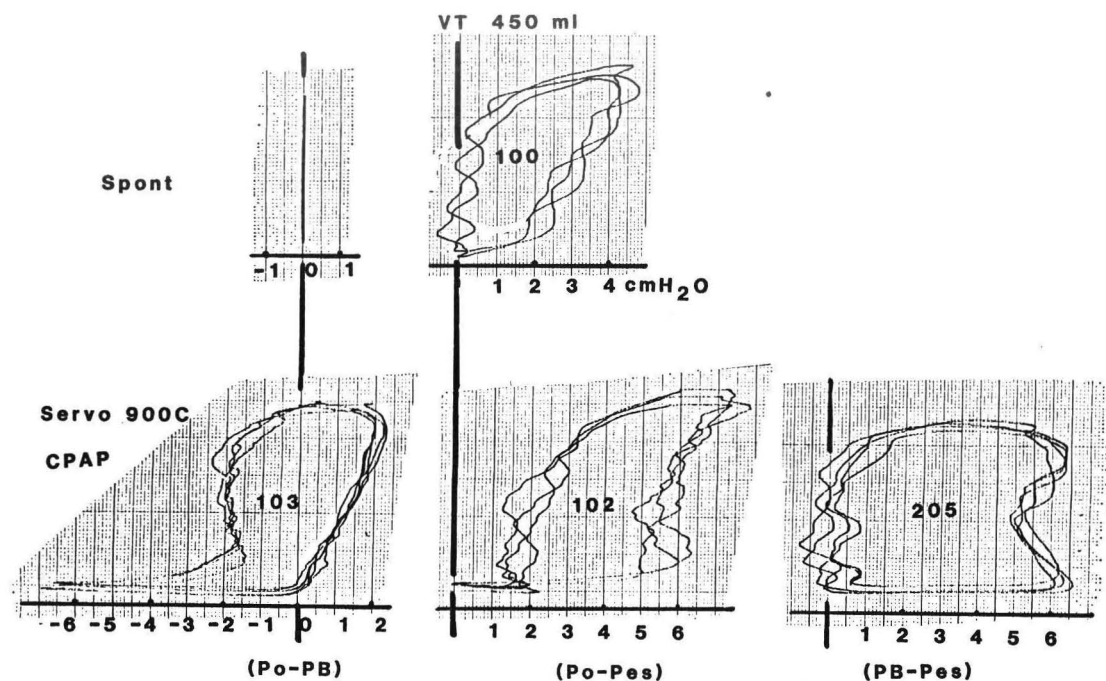 VT 450 ml
100
Spont
-1 0 1
1 2 3 4 cmH2O
Servo 900C
CPAP
103
102
205
-6 -5 -4 -3 -2 -1 0 1 2
1 2 3 4 5 6
1 2 3 4 5 6
(Po-PB)
(Po-Pes)
(PB-Pes)